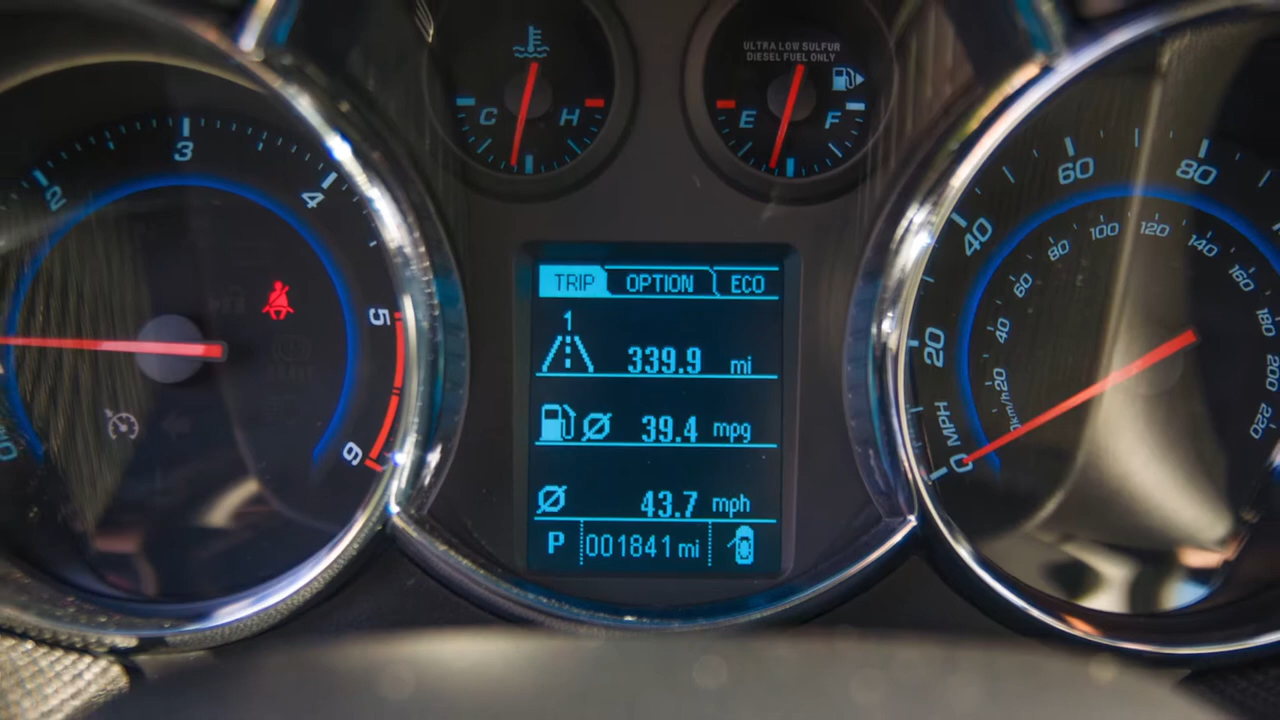 ULTRA LOW SULFUR
DIESEL FUEL ONLY
C H
E F
2 3 4 5 6
TRIP OPTION ECO
1
339.9 mi
39.4 mpg
43.7 mph
P 001841 mi
0 20 40 60 80
MPH
0 20 40 60 80 100 120 140 160 180 200 220
km/h